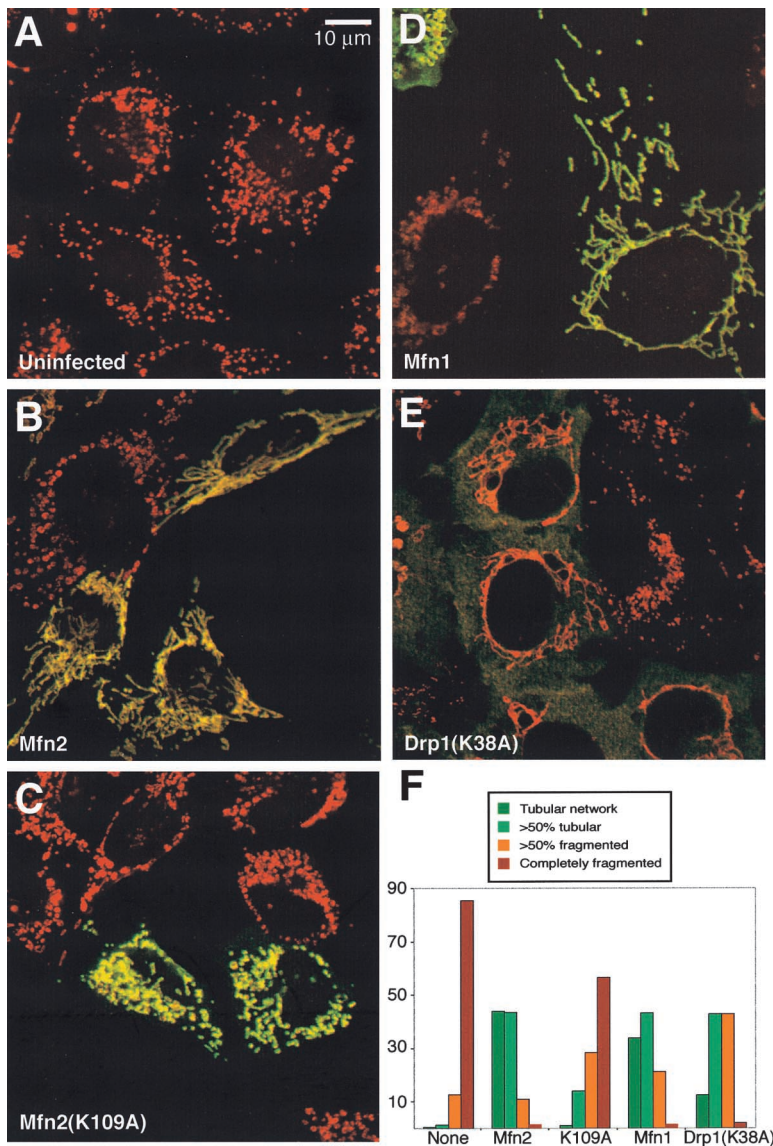 A
10 µm
Uninfected
D
Mfn1
B
Mfn2
E
Drp1(K38A)
C
Mfn2(K109A)
F
Tubular network
>50% tubular
>50% fragmented
Completely fragmented
90
70
50
30
10
None Mfn2 K109A Mfn1 Drp1(K38A)